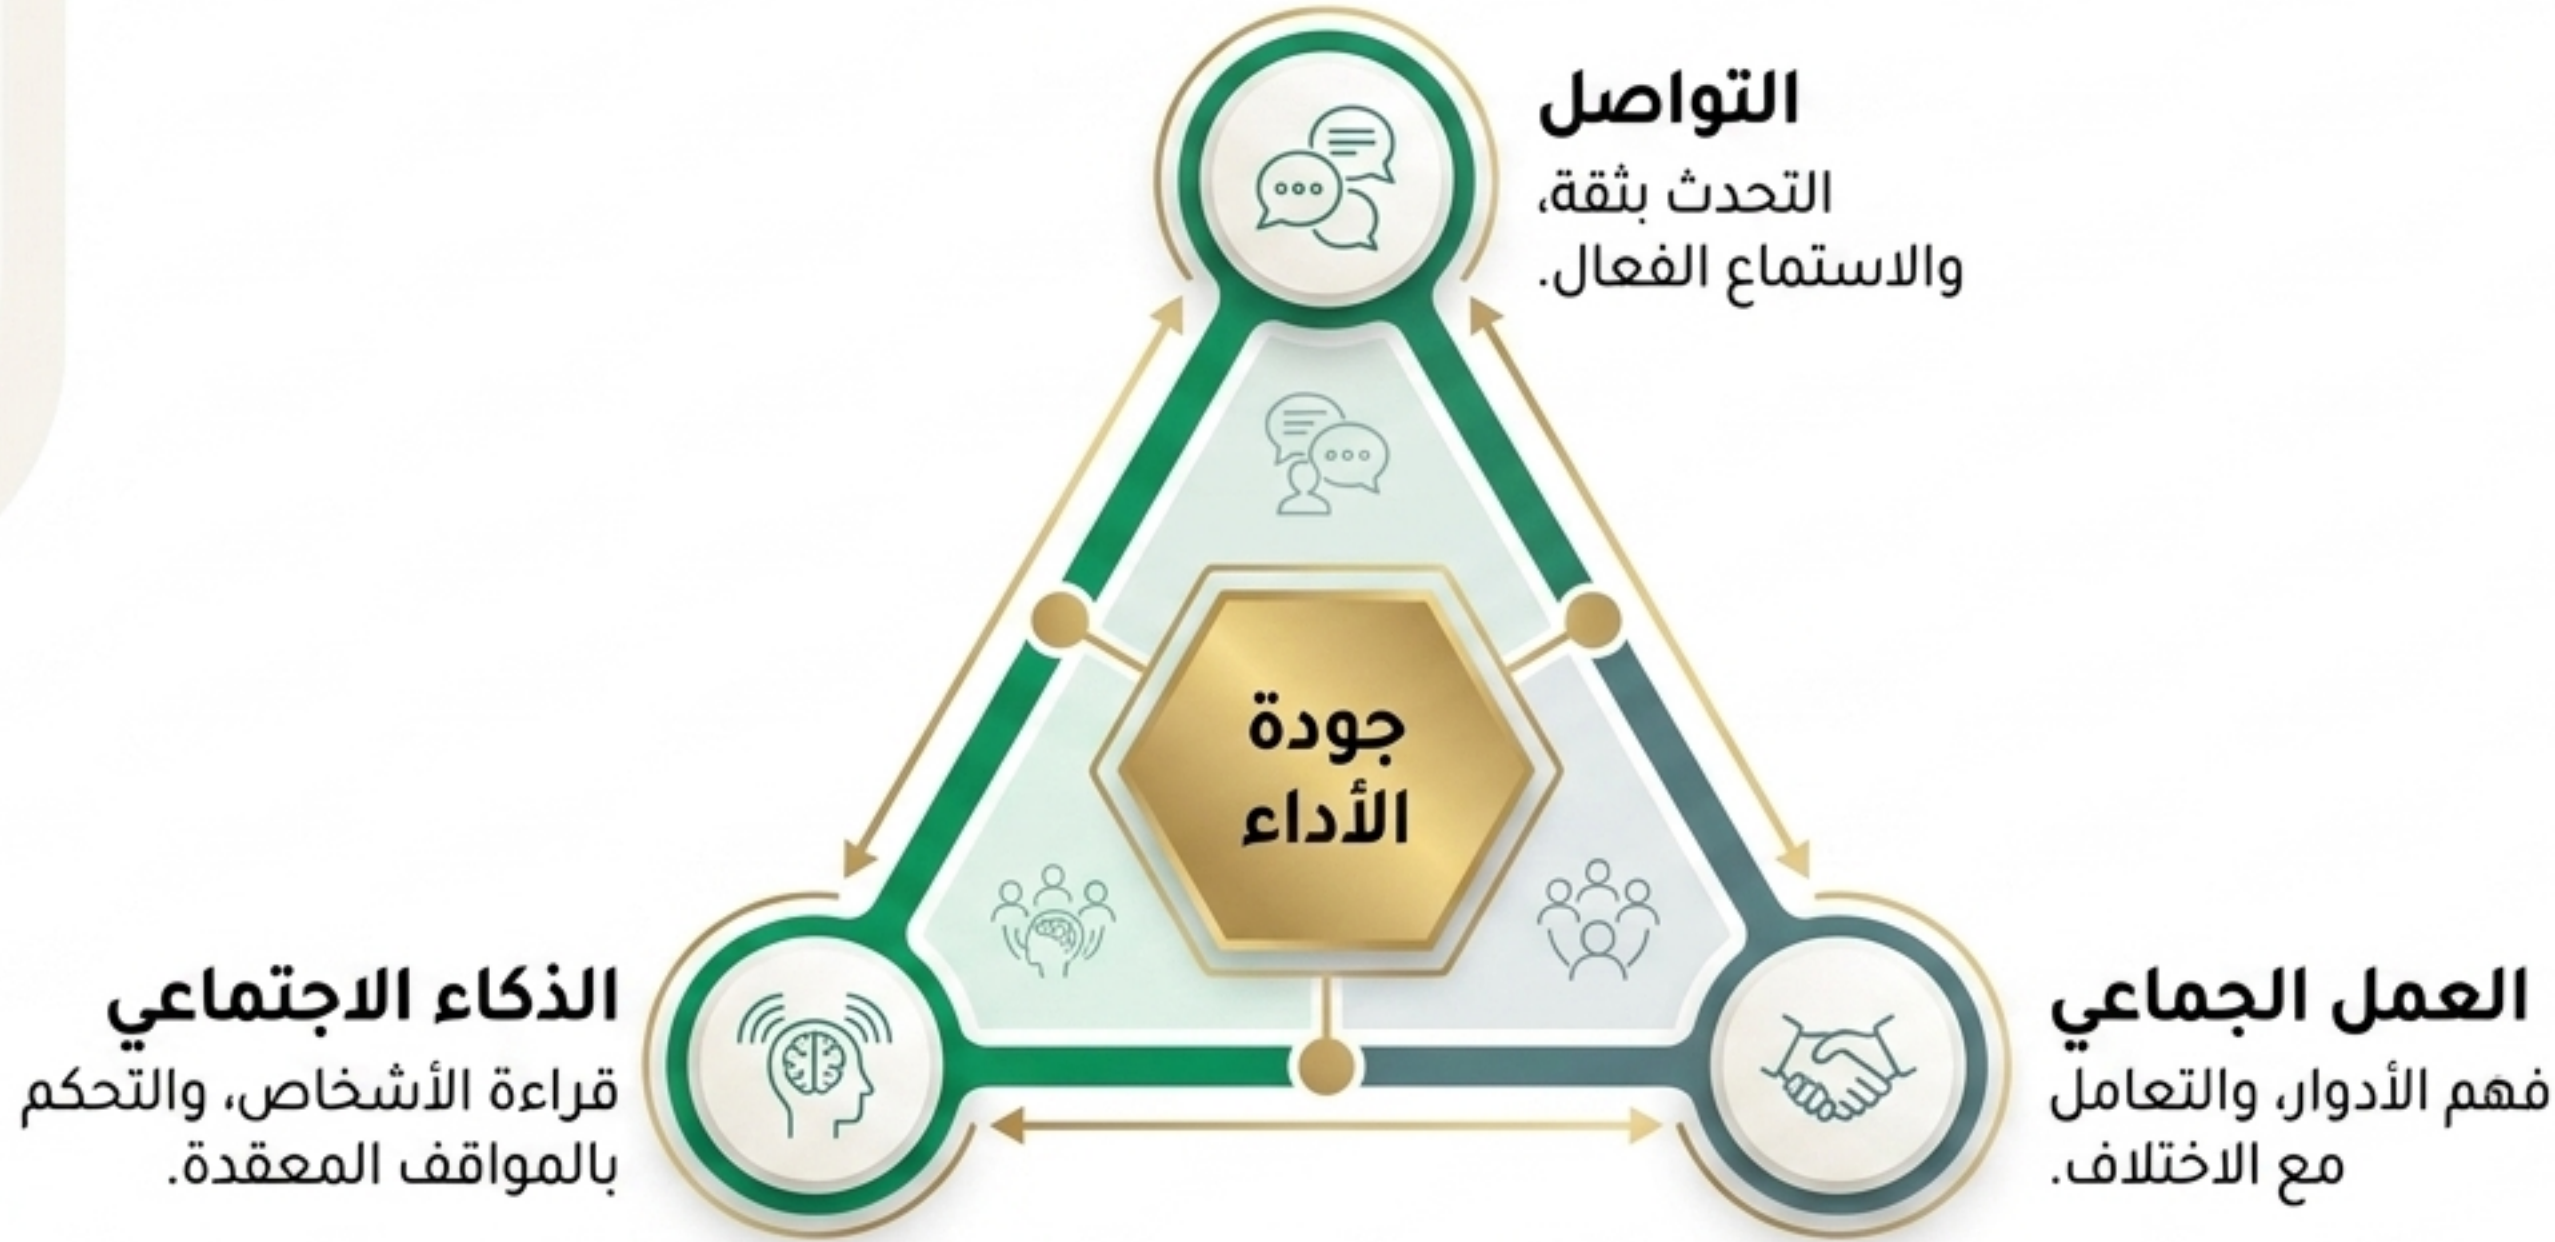 التواصل
التحدث بثقة،
والاستماع الفعال.
جودة
الأداء
العمل الجماعي
فهم الأدوار، والتعامل
مع الاختلاف.
الذكاء الاجتماعي
قراءة الأشخاص، والتحكم
بالمواقف المعقدة.